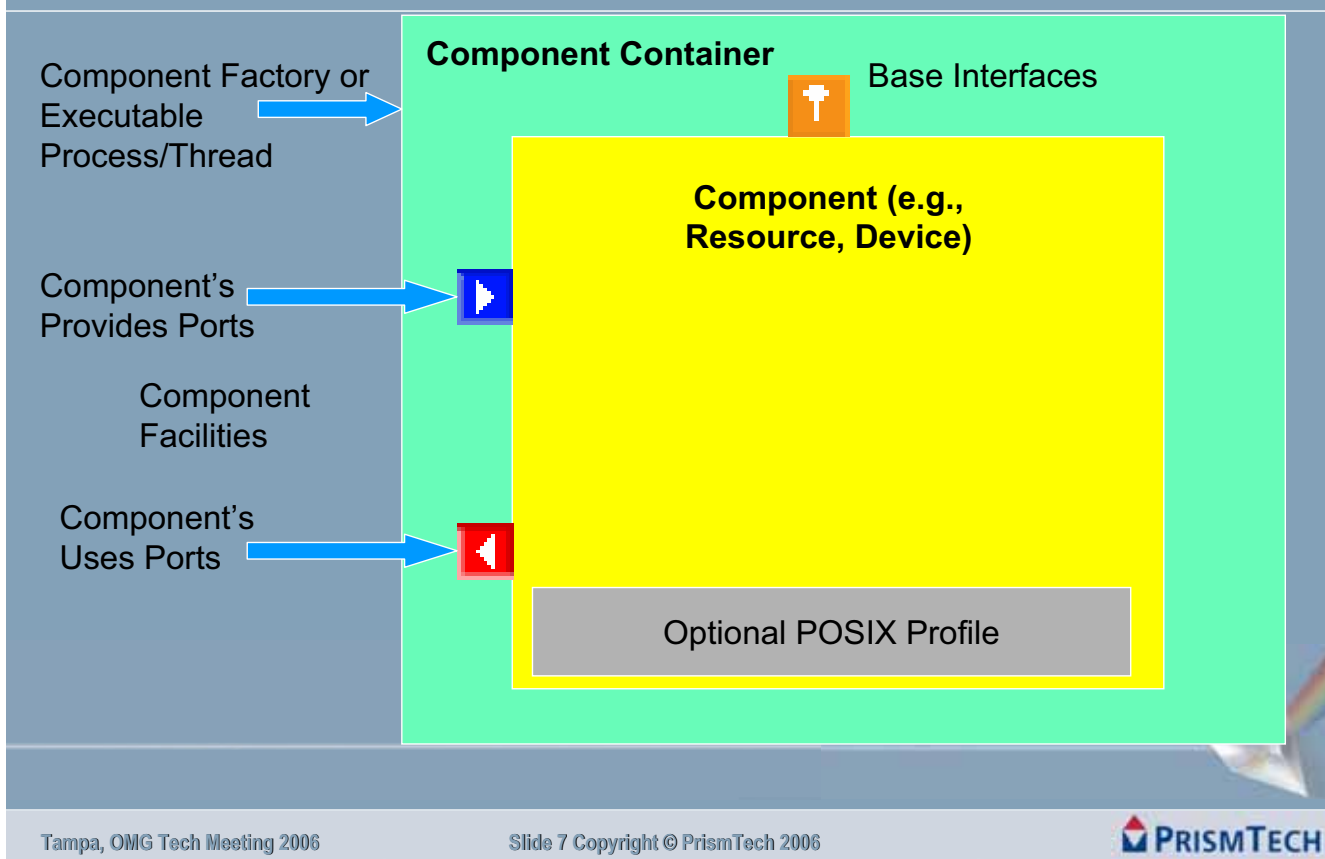 Component Container
Component Factory or
Executable
Process/Thread
Base Interfaces
Component (e.g.,
Resource, Device)
Component’s
Provides Ports
Component
Facilities
Component’s
Uses Ports
Optional POSIX Profile
Tampa, OMG Tech Meeting 2006
Slide 7 Copyright © PrismTech 2006
PRISMTECH